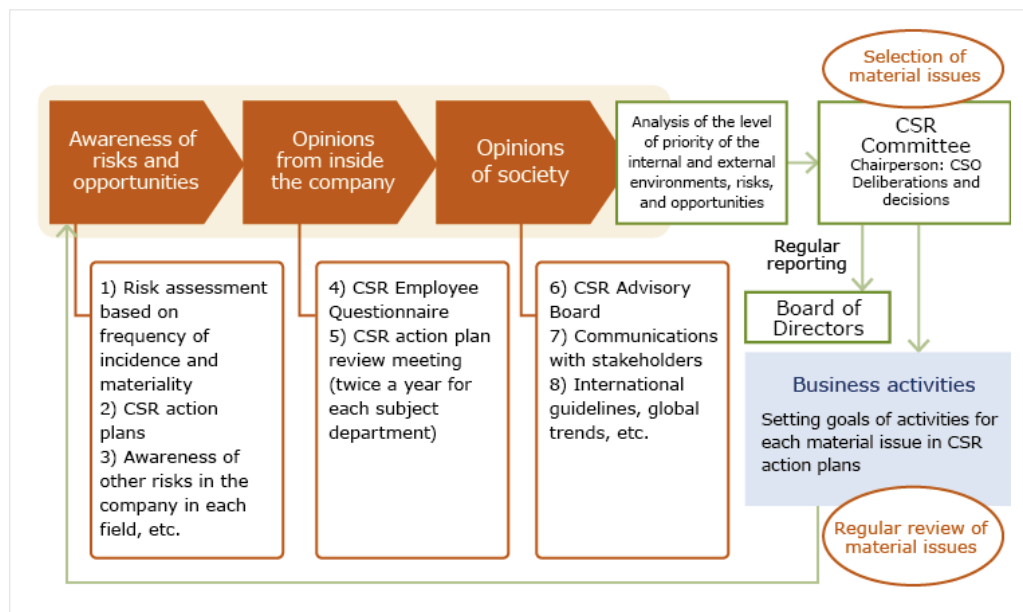 Selection of
material issues
Awareness of
risks and
opportunities
Opinions
from inside
the company
Opinions
of society
Analysis of the level
of priority of the
internal and external
environments, risks,
and opportunities
CSR
Committee
Chairperson: CSO
Deliberations and
decisions
Regular
reporting
Board of
Directors
1) Risk assessment
based on
frequency of
incidence and
materiality
2) CSR action
plans
3) Awareness of
other risks in the
company in each
field, etc.
4) CSR Employee
Questionnaire
5) CSR action plan
review meeting
(twice a year for
each subject
department)
6) CSR Advisory
Board
7) Communications
with stakeholders
8) International
guidelines, global
trends, etc.
Business activities
Setting goals of activities for
each material issue in CSR
action plans
Regular review of
material issues